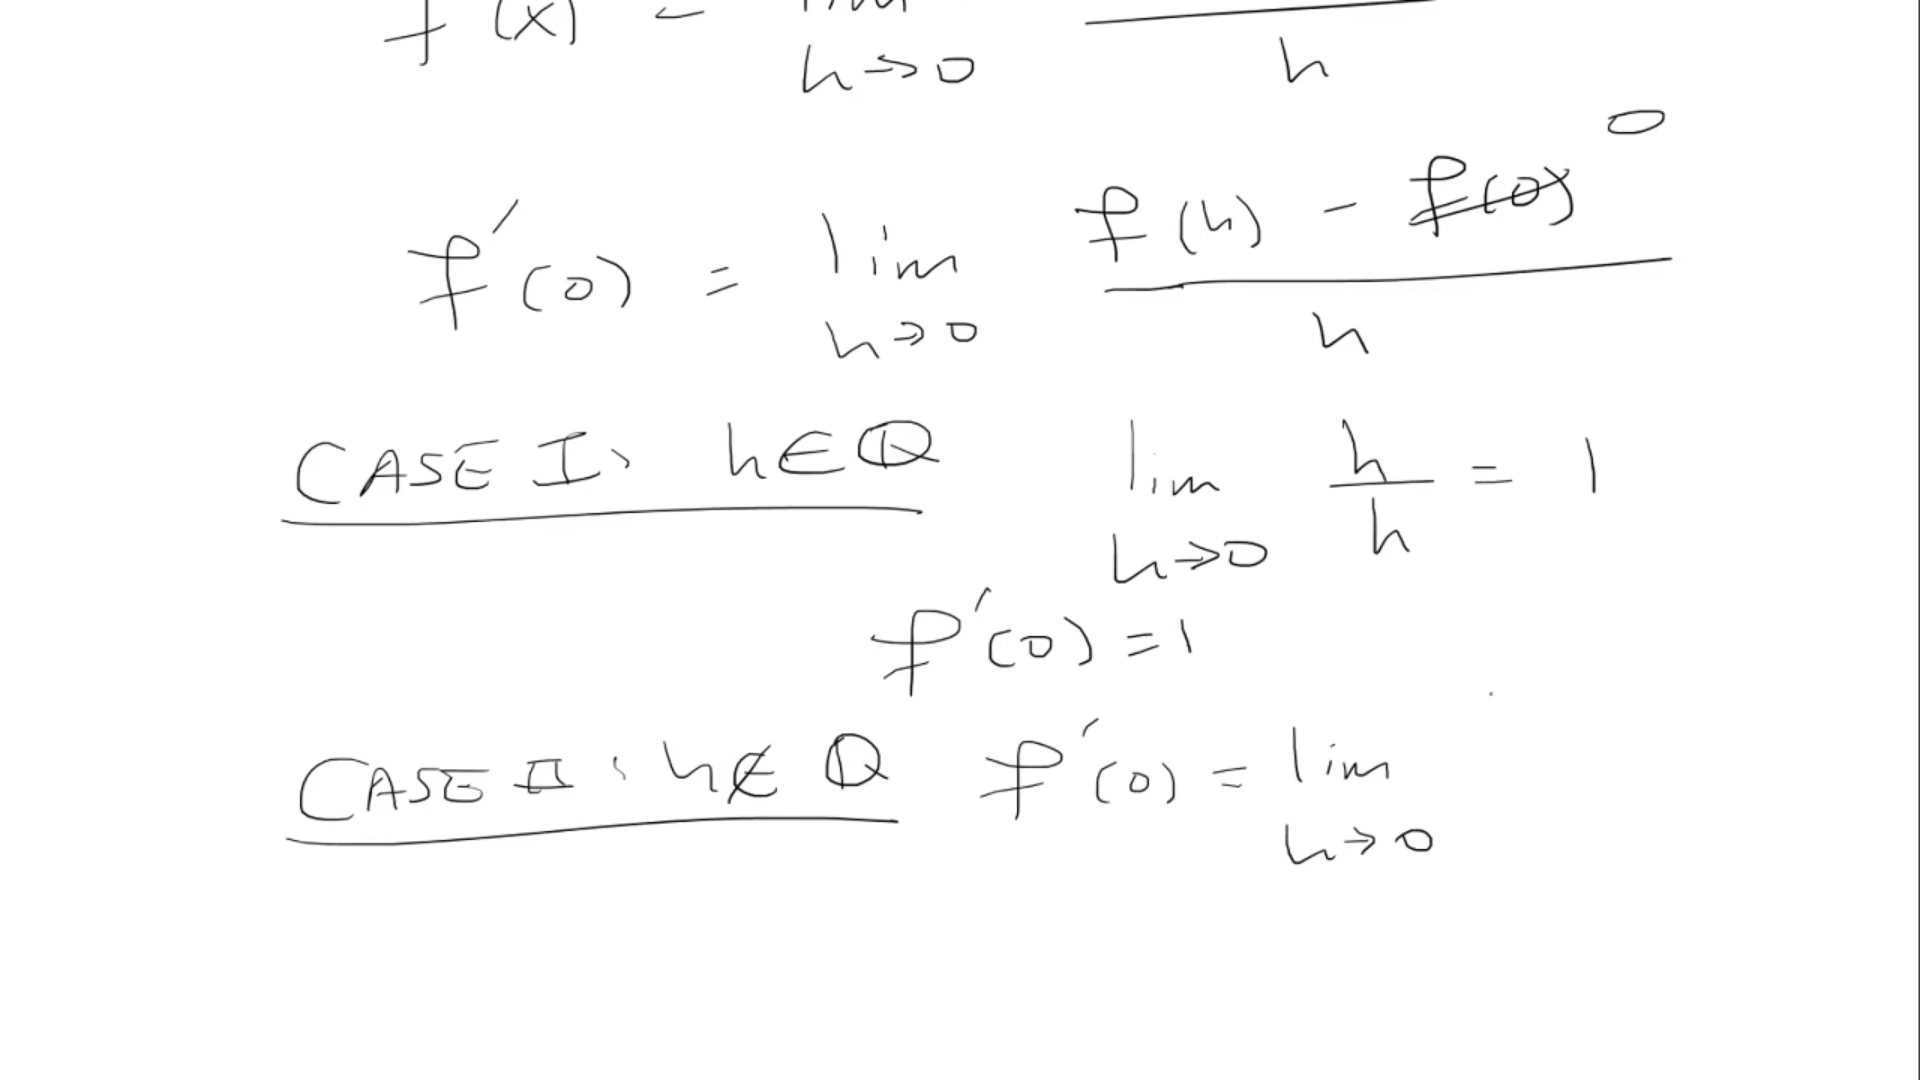 f(x) = lim
h→0 h
0
f'(0) = lim f(h) - f(0)
h→0 h
CASE I: h∈Q lim h/h = 1
h→0
f'(0) = 1
CASE II: h∉Q f'(0) = lim
h→0